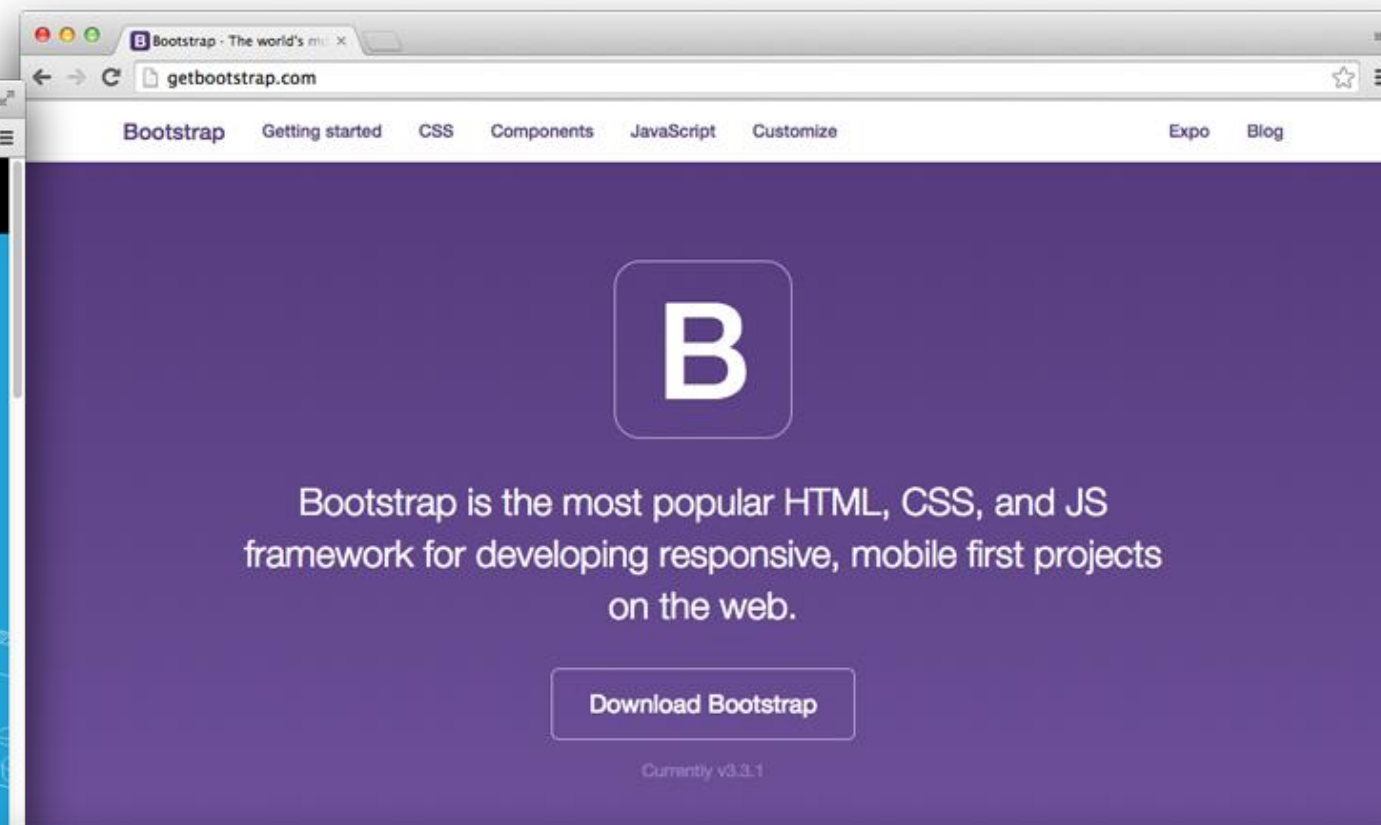 Bootstrap - The world's m
getbootstrap.com
Bootstrap Getting started CSS Components JavaScript Customize Expo Blog
B
Bootstrap is the most popular HTML, CSS, and JS
framework for developing responsive, mobile first projects
on the web.
Download Bootstrap
Currently v3.3.1